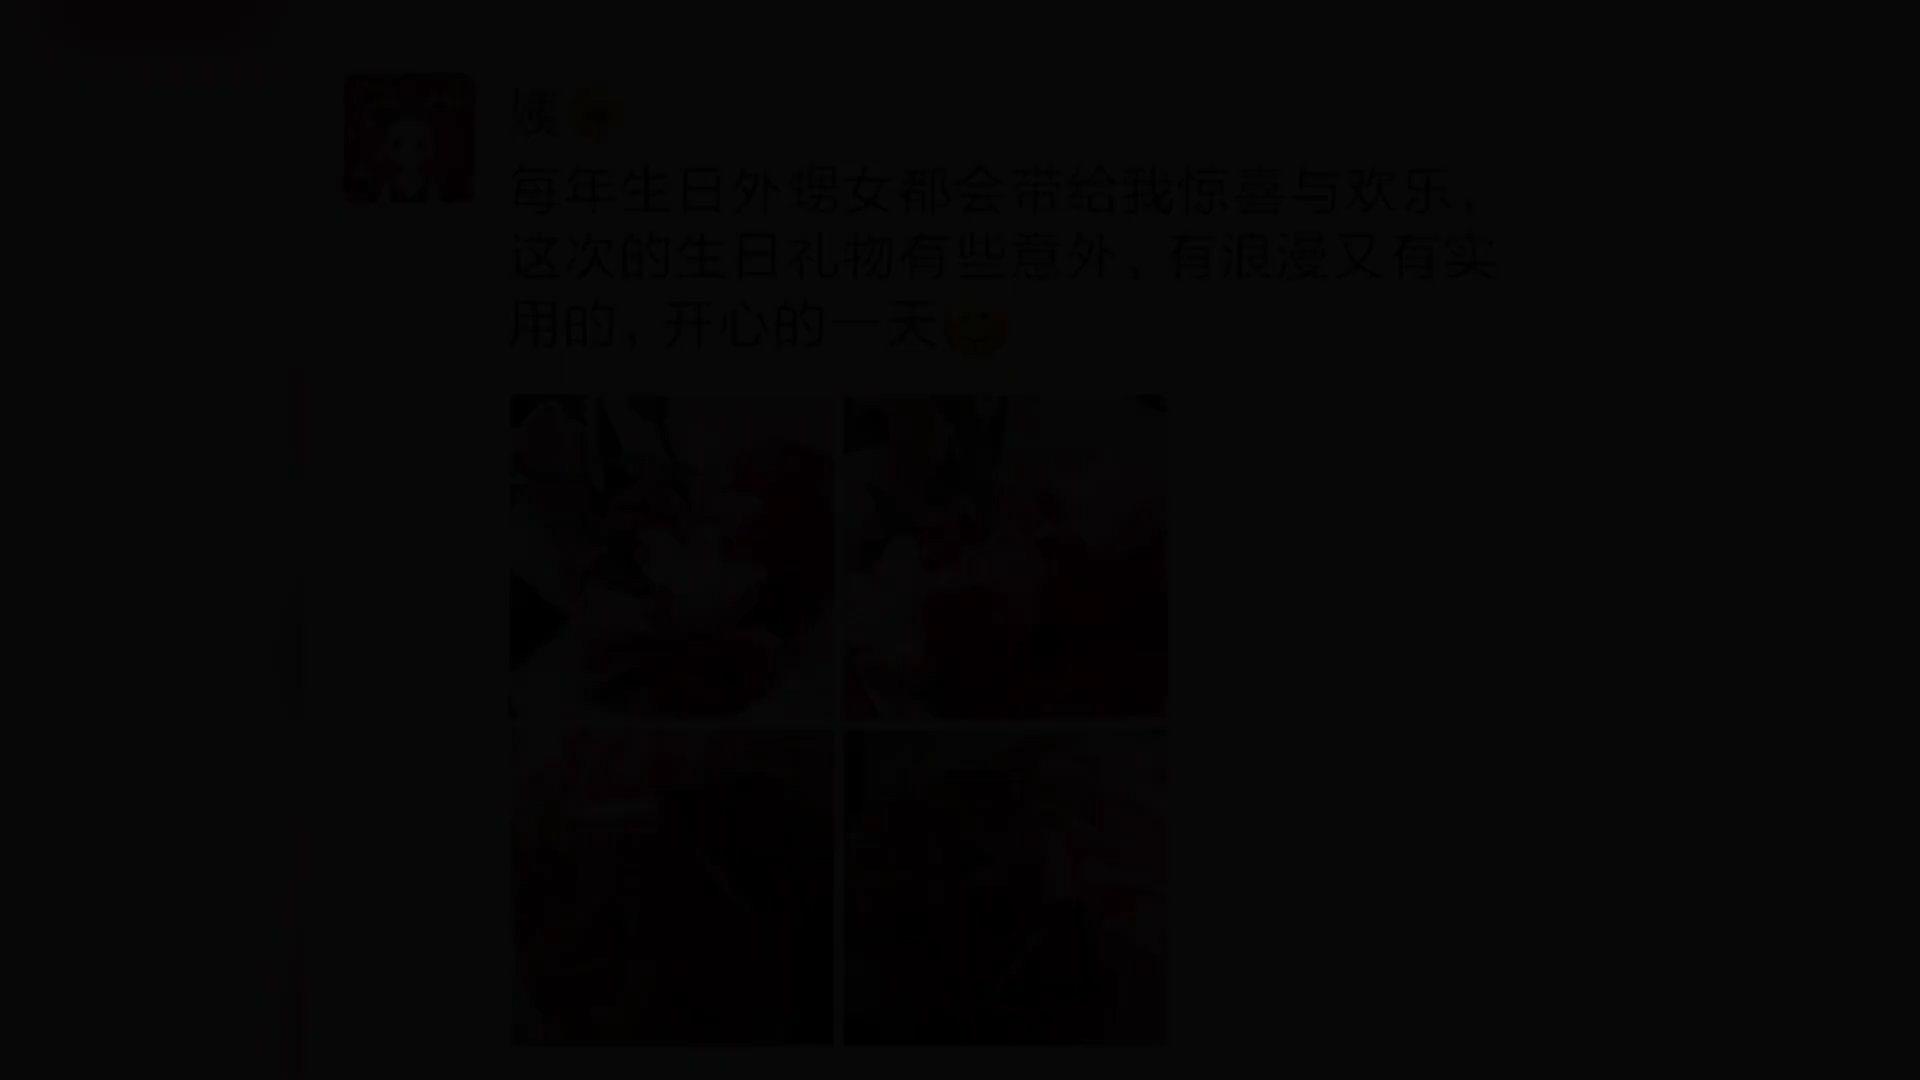 姨
每年生日外甥女都会带给我惊喜与欢乐，
这次的生日礼物有些意外，有浪漫又有实
用的，开心的一天